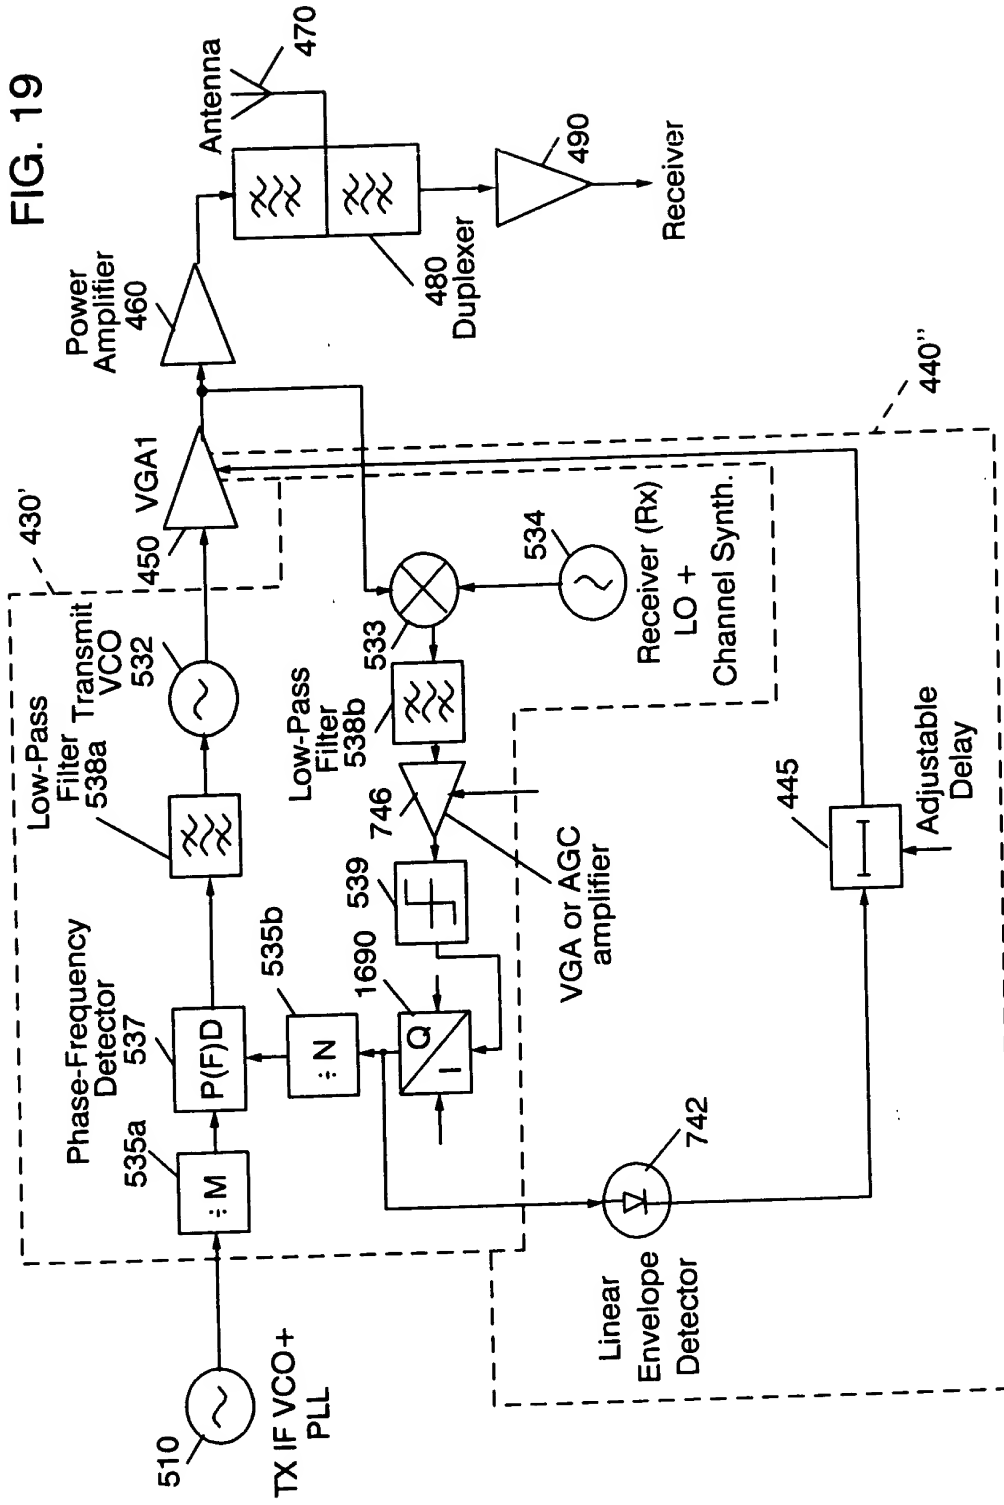 FIG. 19
430'
Low-Pass
Filter
538a
Transmit
VCO
532
Phase-Frequency
Detector
537
535a
÷M
P(F)D
510
TX IF VCO+
PLL
VGA1
450
Power
Amplifier
460
Antenna
470
480
Duplexer
490
Receiver
535b
÷N
1690
I
Q
539
746
Low-Pass
Filter
538b
533
534
Receiver (Rx)
LO +
Channel Synth.
VGA or AGC
amplifier
440"
742
Linear
Envelope
Detector
445
Adjustable
Delay